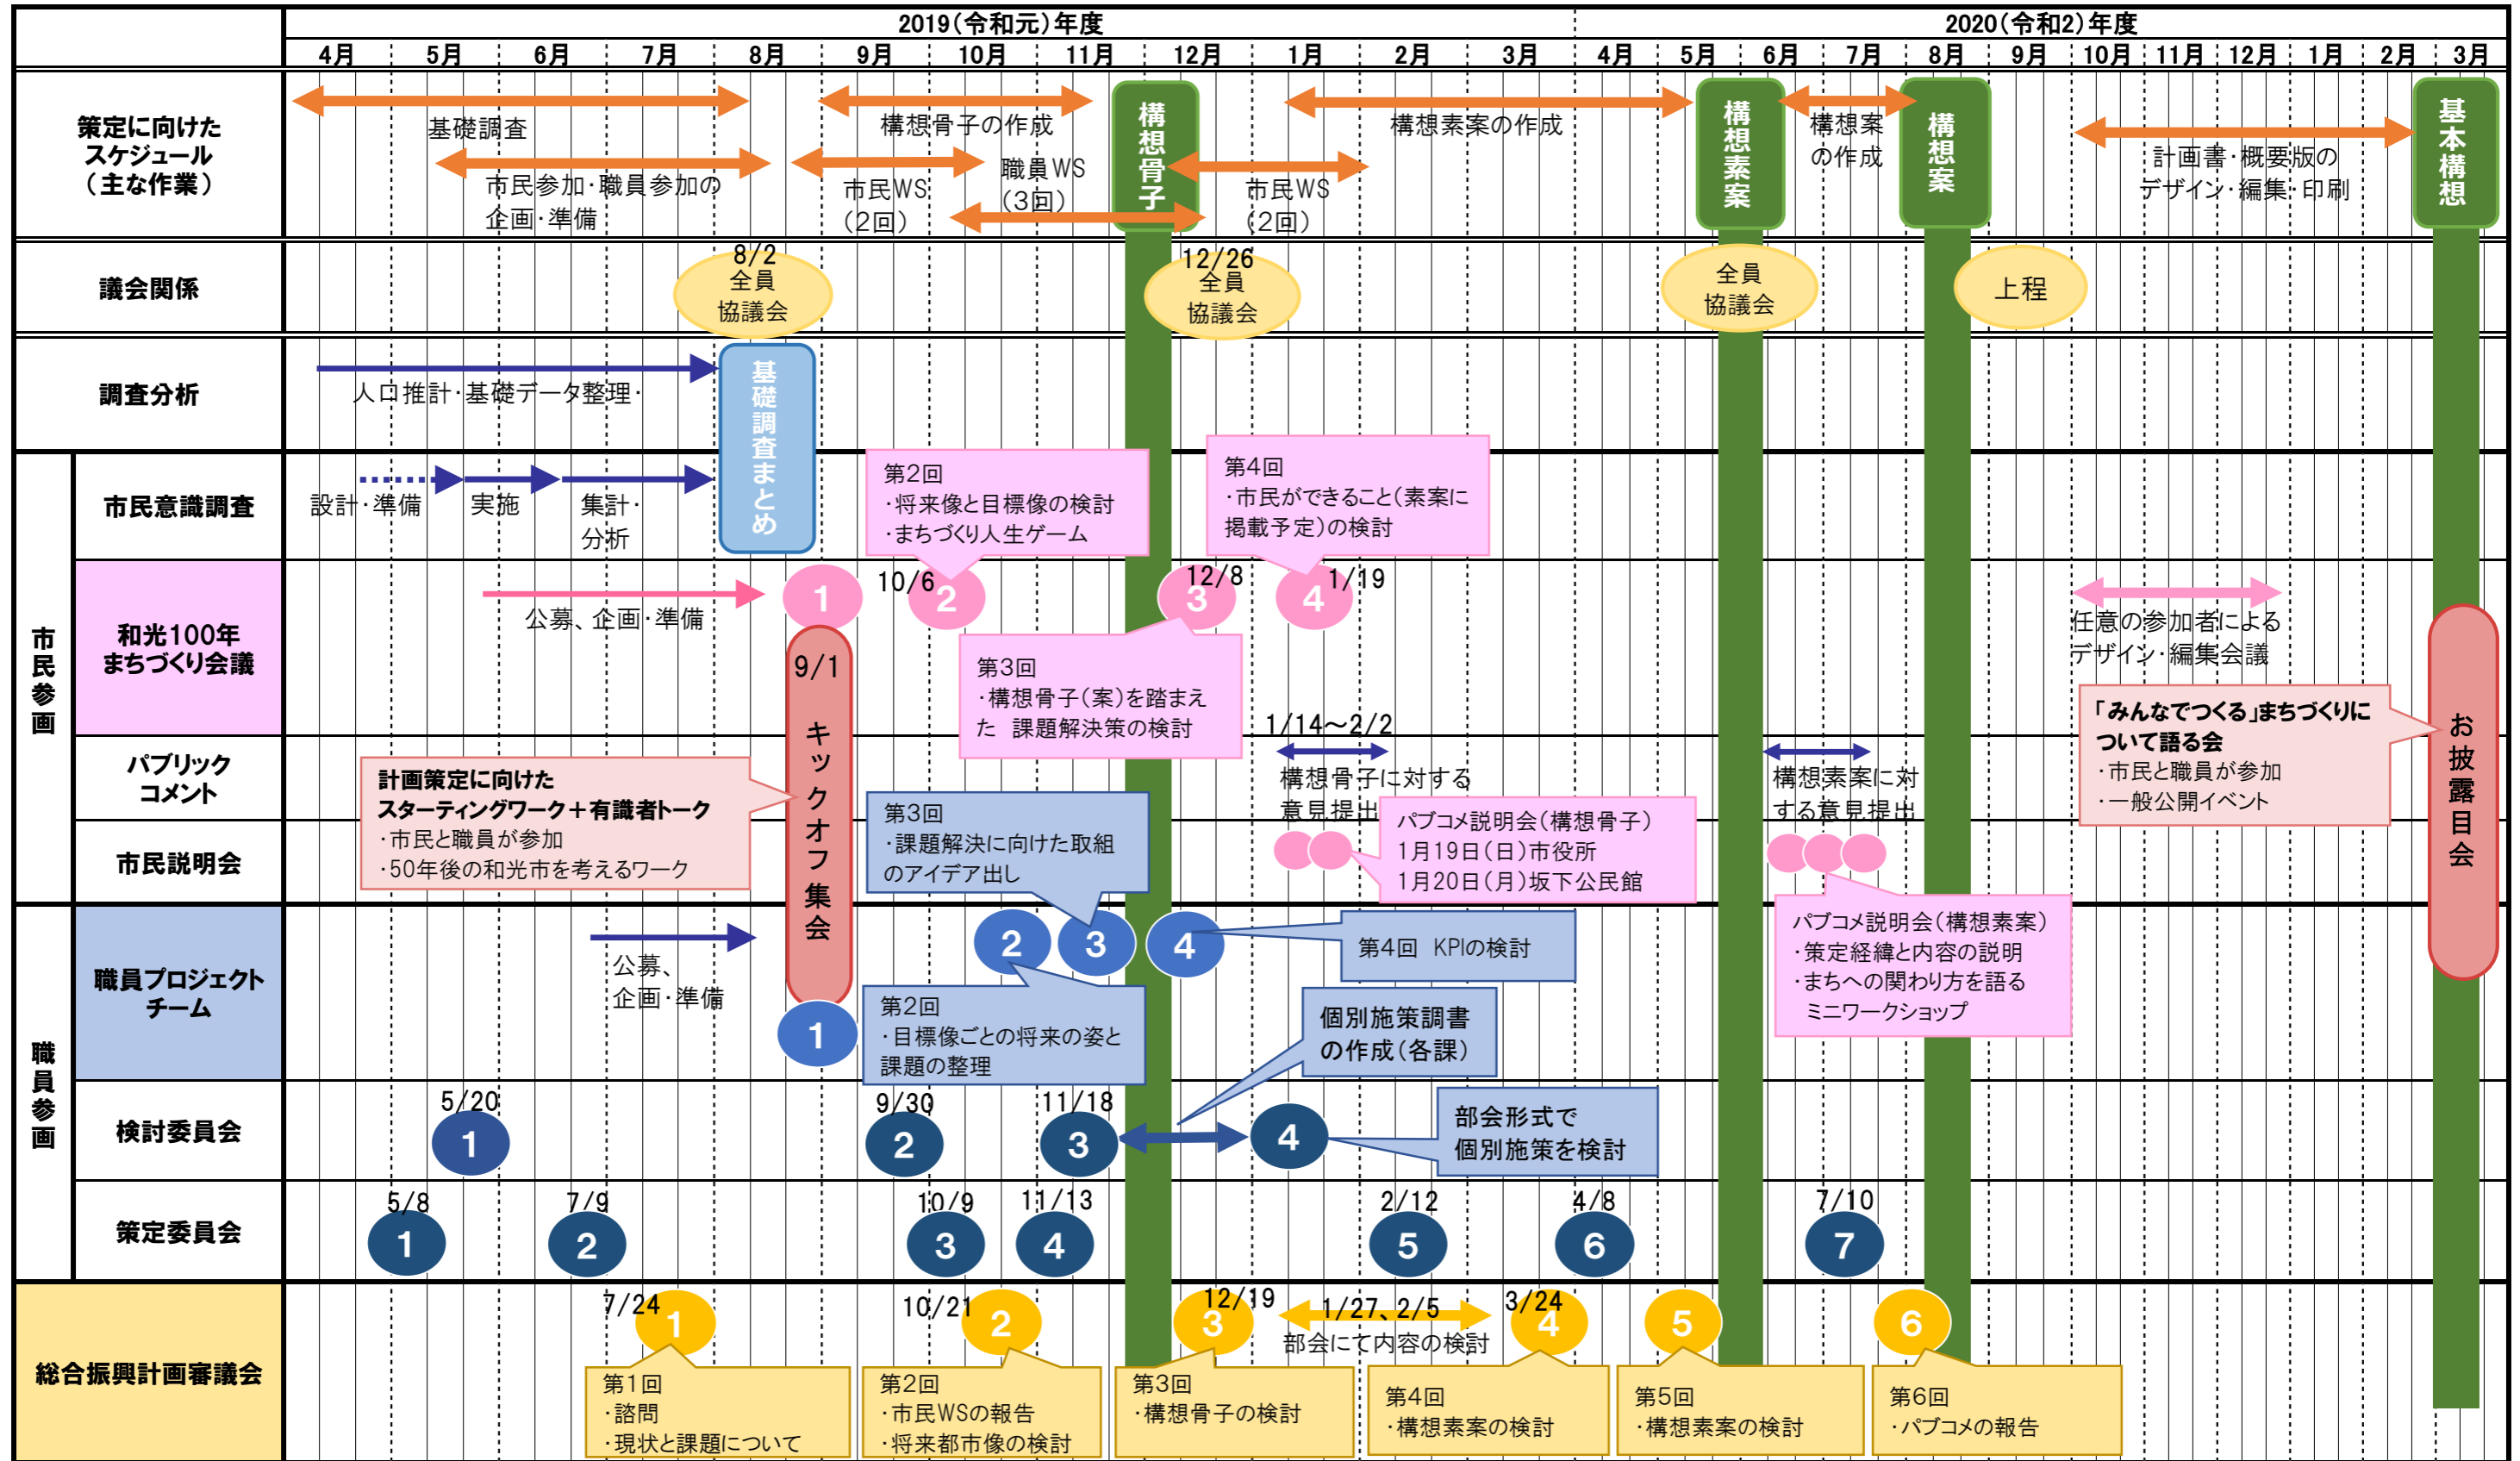 2019(令和元)年度
2020(令和2)年度
4月 5月 6月 7月 8月 9月 10月 11月 12月 1月 2月 3月 4月 5月 6月 7月 8月 9月 10月 11月 12月 1月 2月 3月
策定に向けた
スケジュール
(主な作業)
基礎調査
市民参加・職員参加の
企画・準備
構想骨子の作成
市民WS
(2回)
職員WS
(3回)
構想骨子
市民WS
(2回)
構想素案の作成
構想素案
構想案
の作成
構想案
計画書・概要版の
デザイン・編集・印刷
基本構想
議会関係
8/2
全員
協議会
12/26
全員
協議会
全員
協議会
上程
調査分析
人口推計・基礎データ整理・
基礎調査まとめ
市民参画
市民意識調査
設計・準備
実施
集計・
分析
第2回
・将来像と目標像の検討
・まちづくり人生ゲーム
第4回
・市民ができること(素案に
掲載予定)の検討
和光100年
まちづくり会議
公募、企画・準備
1
10/6
2
12/8
3
4
1/19
第3回
・構想骨子(案)を踏まえ
た 課題解決策の検討
任意の参加者による
デザイン・編集会議
9/1
キックオフ集会
「みんなでつくる」まちづくりに
ついて語る会
・市民と職員が参加
・一般公開イベント
お披露目会
パブリック
コメント
計画策定に向けた
スターティングワーク+有識者トーク
・市民と職員が参加
・50年後の和光市を考えるワーク
1/14~2/2
構想骨子に対する
意見提出
構想素案に対
する意見提出
市民説明会
第3回
・課題解決に向けた取組
のアイデア出し
パブコメ説明会(構想骨子)
1月19日(日)市役所
1月20日(月)坂下公民館
パブコメ説明会(構想素案)
・策定経緯と内容の説明
・まちへの関わり方を語る
ミニワークショップ
職員参画
職員プロジェクト
チーム
公募、
企画・準備
1
2
3
4
第4回 KPIの検討
第2回
・目標像ごとの将来の姿と
課題の整理
個別施策調書
の作成(各課)
検討委員会
5/20
1
9/30
2
11/18
3
4
部会形式で
個別施策を検討
策定委員会
5/8
1
7/9
2
10/9
3
11/13
4
2/12
5
4/8
6
7/10
7
総合振興計画審議会
7/24
1
10/21
2
12/19
3
1/27、2/5
部会にて内容の検討
3/24
4
5
6
第1回
・諮問
・現状と課題について
第2回
・市民WSの報告
・将来都市像の検討
第3回
・構想骨子の検討
第4回
・構想素案の検討
第5回
・構想素案の検討
第6回
・パブコメの報告